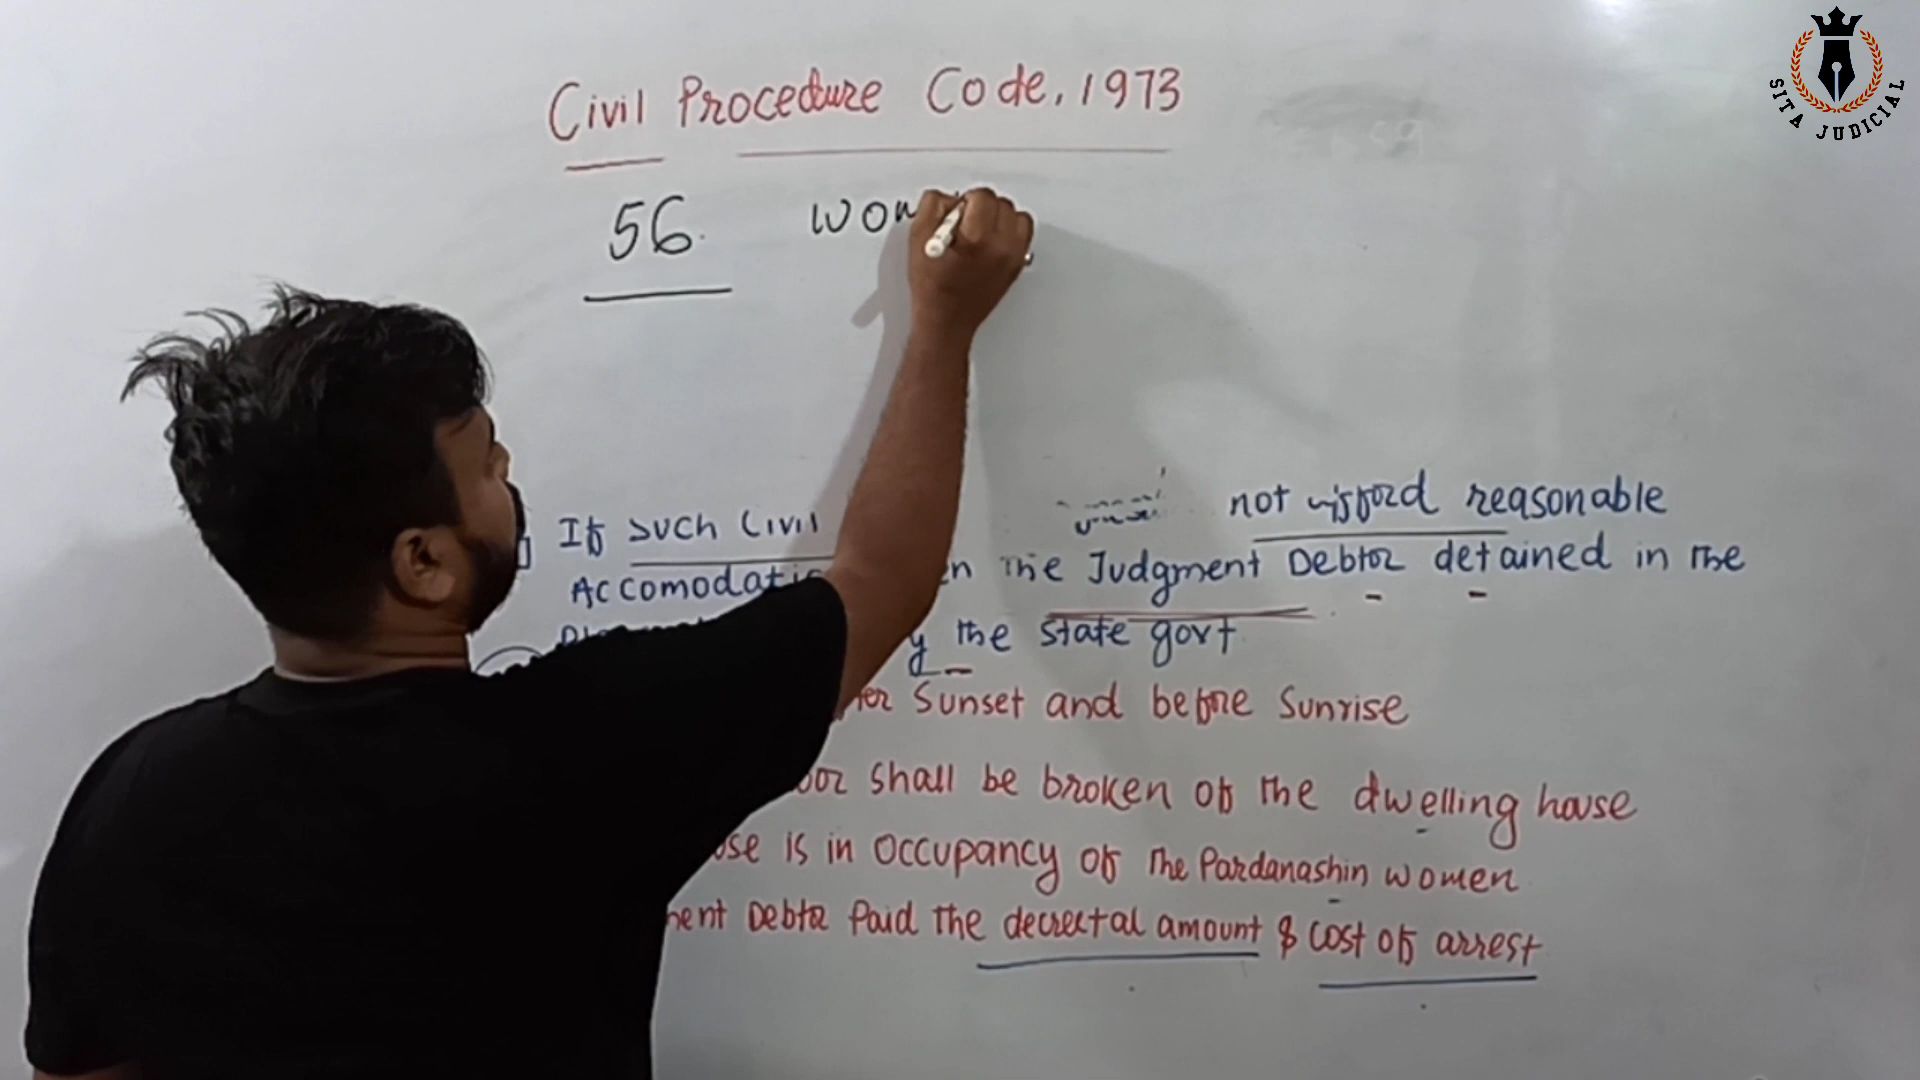 SITA JUDICIAL
Civil Procedure Code, 1973
56.
If such Civil not afford reasonable
Accomodation the Judgment Debtor detained in the
by the state govt
Sunset and before Sunrise
shall be broken of the dwelling house
is in occupancy of the Pardanashin women
Debtor Paid the decreetal amount & cost of arrest